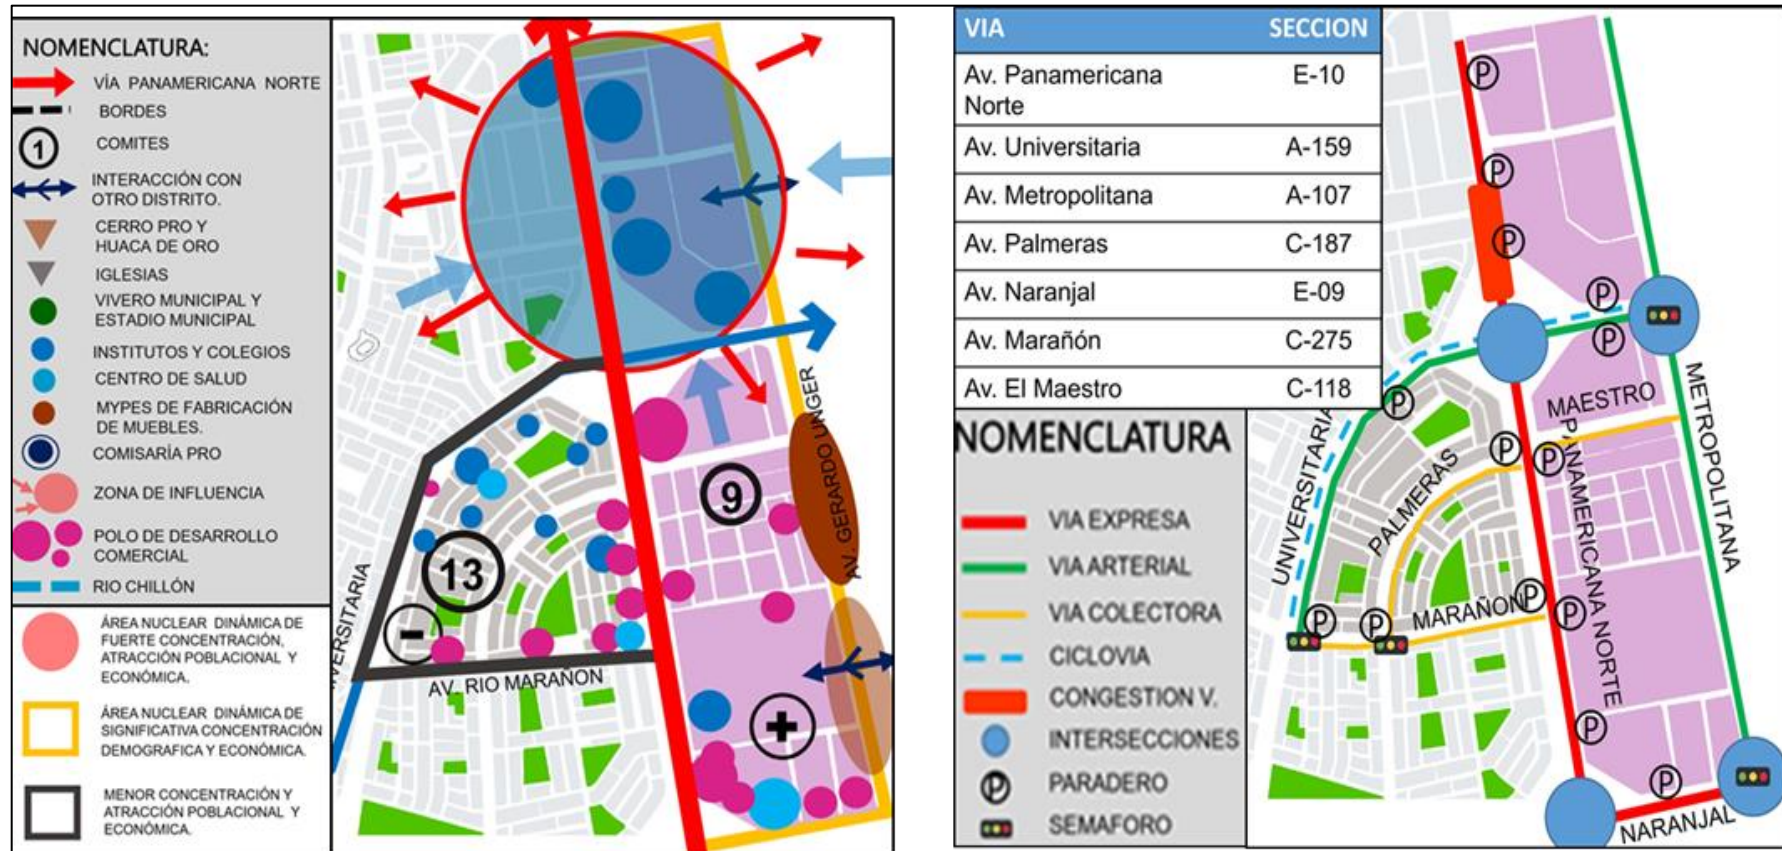 NOMENCLATURA:
VÍA PANAMERICANA NORTE
BORDES
1
COMITES
INTERACCIÓN CON
OTRO DISTRITO.
CERRO PRO Y
HUACA DE ORO
IGLESIAS
VIVERO MUNICIPAL Y
ESTADIO MUNICIPAL
INSTITUTOS Y COLEGIOS
CENTRO DE SALUD
MYPES DE FABRICACIÓN
DE MUEBLES.
COMISARÍA PRO
ZONA DE INFLUENCIA
POLO DE DESARROLLO
COMERCIAL
RIO CHILLÓN
ÁREA NUCLEAR DINÁMICA DE
FUERTE CONCENTRACIÓN,
ATRACCIÓN POBLACIONAL Y
ECONÓMICA.
ÁREA NUCLEAR DINÁMICA DE
SIGNIFICATIVA CONCENTRACIÓN
DEMOGRAFICA Y ECONÓMICA.
MENOR CONCENTRACIÓN Y
ATRACCIÓN POBLACIONAL Y
ECONÓMICA.
9
13
-
+
AV. GERARDO UNGER
IVERSITARIA
AV. RIO MARAÑON
VIA SECCION
Av. Panamericana E-10
Norte
Av. Universitaria A-159
Av. Metropolitana A-107
Av. Palmeras C-187
Av. Naranjal E-09
Av. Marañón C-275
Av. El Maestro C-118
NOMENCLATURA
VIA EXPRESA
VIA ARTERIAL
VIA COLECTORA
CICLOVIA
CONGESTION V.
INTERSECCIONES
P PARADERO
SEMAFORO
P
P
P
P
P
P
P
P
P
P
P
P
P
P
UNIVERSITARIA
PALMERAS
MAESTRO
METROPOLITANA
PANAMERICANA NORTE
MARAÑON
NARANJAL